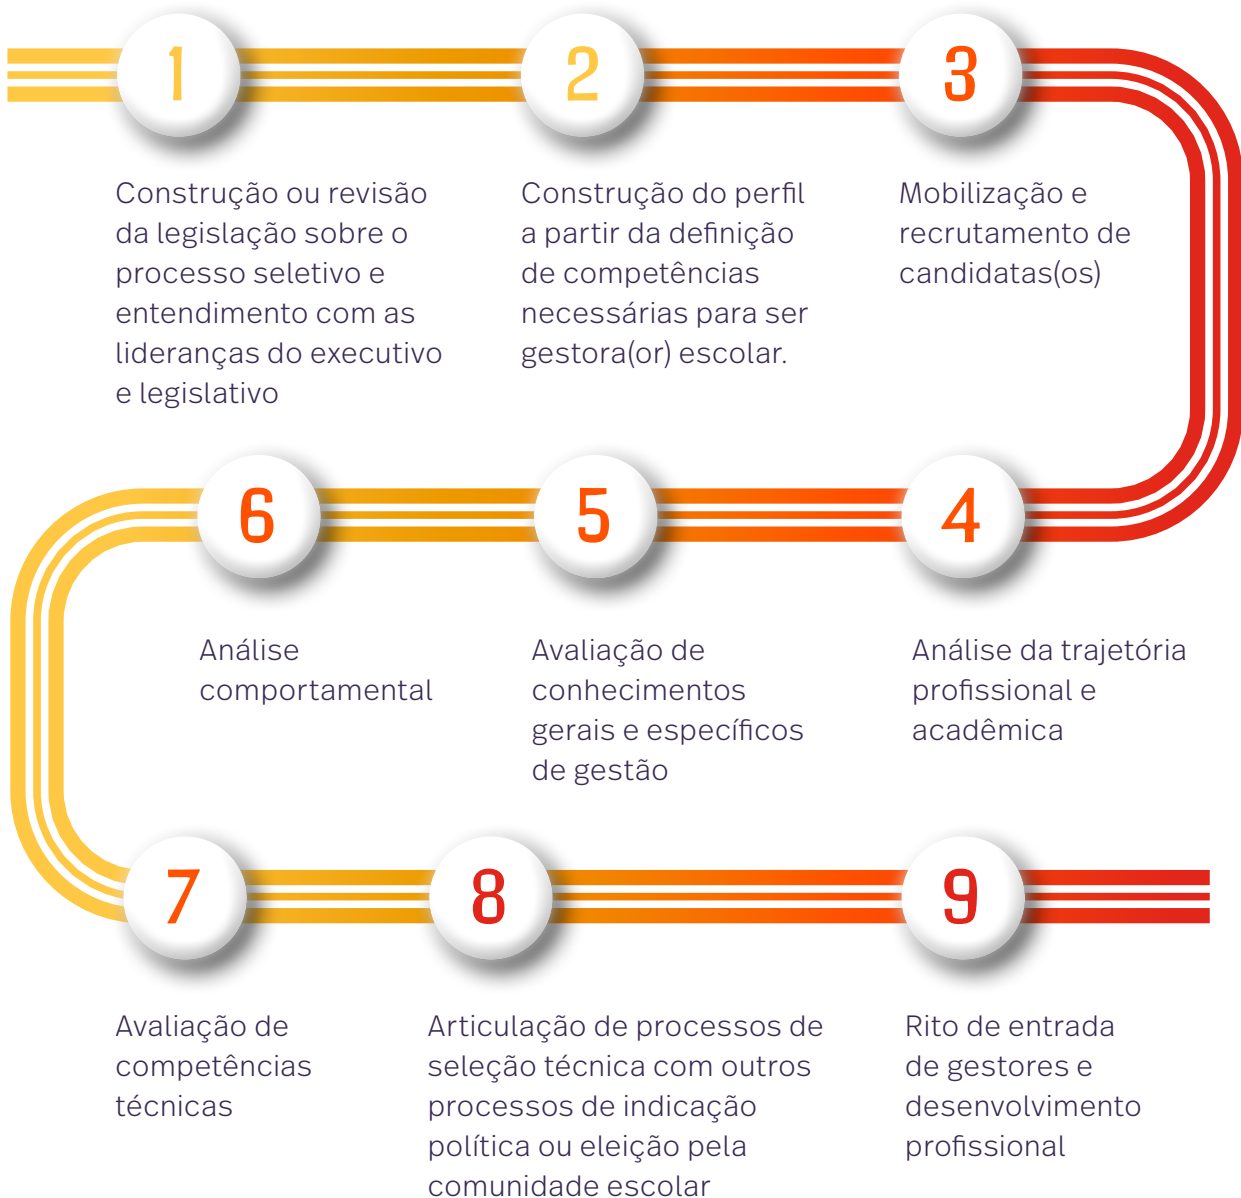 1
Construção ou revisão
da legislação sobre o
processo seletivo e
entendimento com as
lideranças do executivo
e legislativo
2
Construção do perfil
a partir da definição
de competências
necessárias para ser
gestora(or) escolar.
3
Mobilização e
recrutamento de
candidatas(os)
4
Análise da trajetória
profissional e
acadêmica
5
Avaliação de
conhecimentos
gerais e específicos
de gestão
6
Análise
comportamental
7
Avaliação de
competências
técnicas
8
Articulação de processos de
seleção técnica com outros
processos de indicação
política ou eleição pela
comunidade escolar
9
Rito de entrada
de gestores e
desenvolvimento
profissional